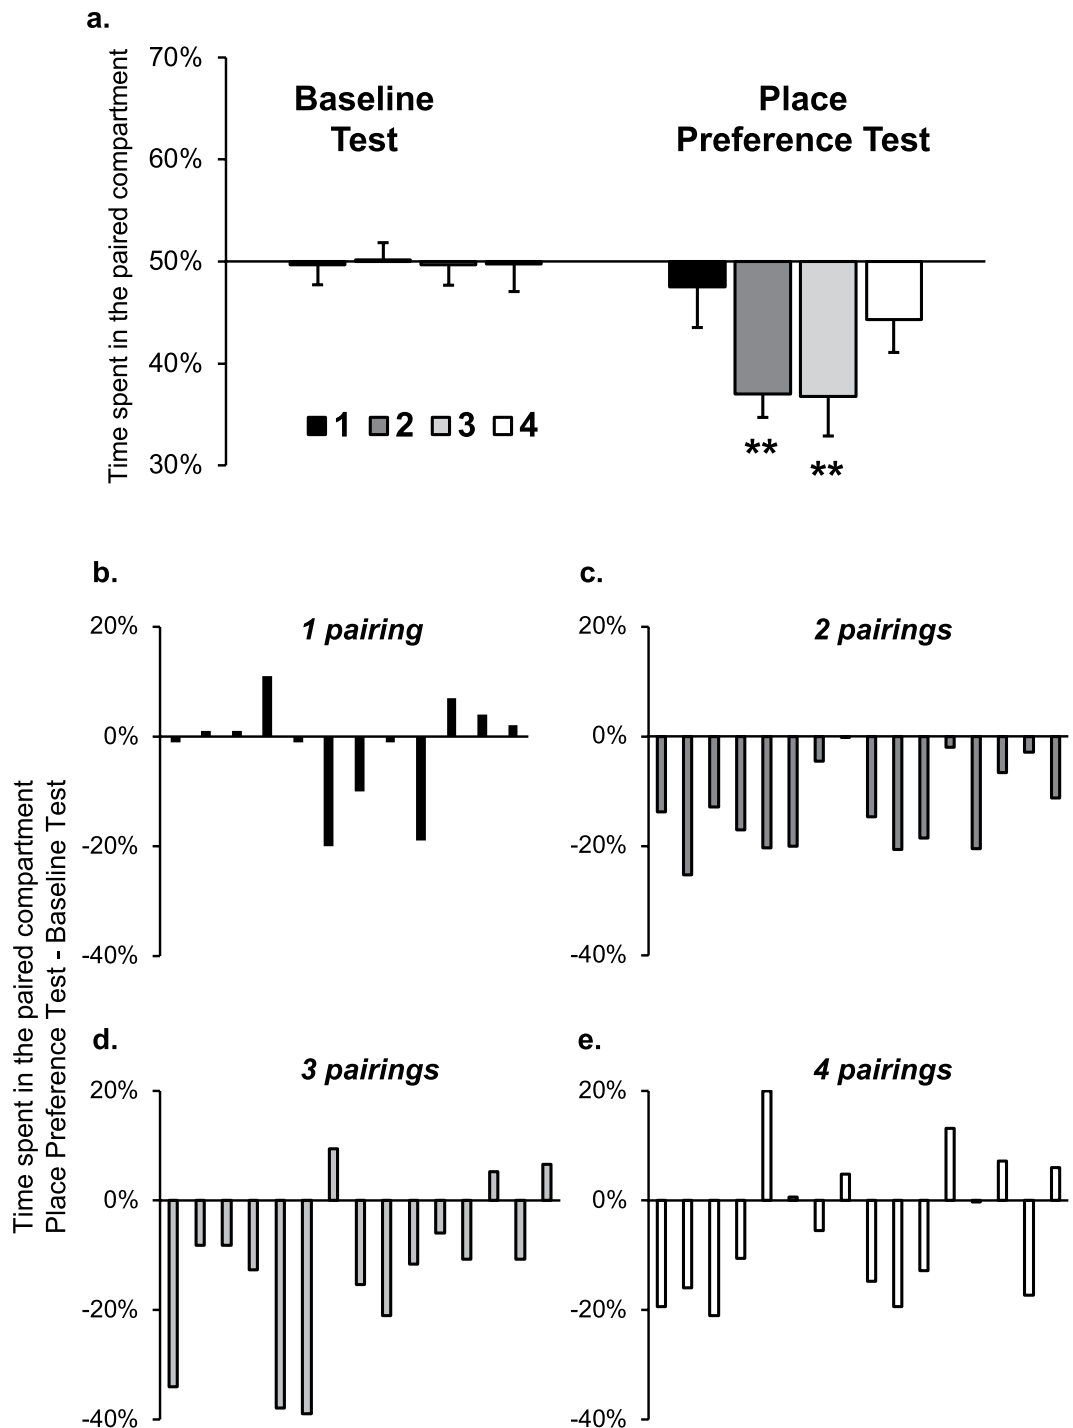 a.
Time spent in the paired compartment
70%
60%
50%
40%
30%
Baseline
Test
Place
Preference Test
1 2 3 4
**
**
Time spent in the paired compartment
Place Preference Test - Baseline Test
b.
1 pairing
20%
0%
-20%
-40%
c.
2 pairings
20%
0%
-20%
-40%
d.
3 pairings
20%
0%
-20%
-40%
e.
4 pairings
20%
0%
-20%
-40%